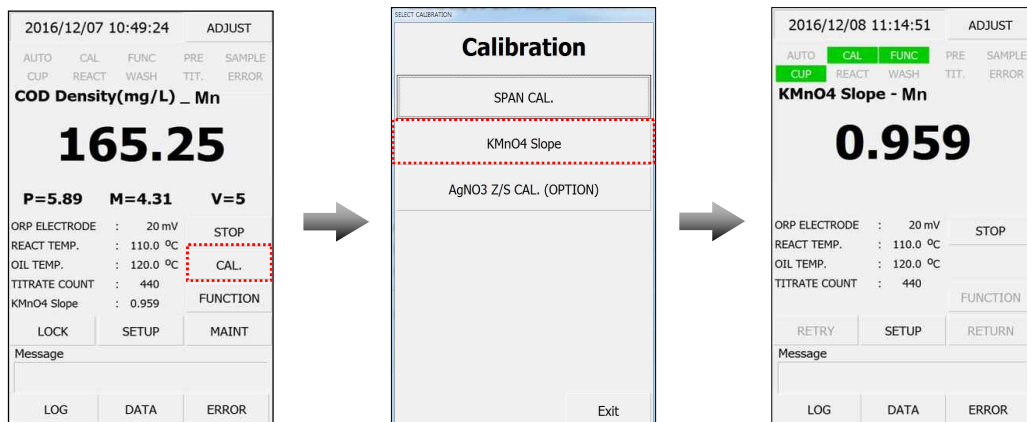 2016/12/07 10:49:24 ADJUST
AUTO CAL FUNC PRE SAMPLE
CUP REACT WASH TIT. ERROR
COD Density(mg/L) _ Mn
165.25
P=5.89 M=4.31 V=5
ORP ELECTRODE : 20 mV
STOP
REACT TEMP. : 110.0 ºC
OIL TEMP. : 120.0 ºC
CAL.
TITRATE COUNT : 440
KMnO4 Slope : 0.959
FUNCTION
LOCK SETUP MAINT
Message
LOG DATA ERROR
SELECT CALIBRATION
Calibration
SPAN CAL.
KMnO4 Slope
AgNO3 Z/S CAL. (OPTION)
Exit
2016/12/08 11:14:51 ADJUST
AUTO CAL FUNC PRE SAMPLE
CUP REACT WASH TIT. ERROR
KMnO4 Slope - Mn
0.959
ORP ELECTRODE : 20 mV
STOP
REACT TEMP. : 110.0 ºC
OIL TEMP. : 120.0 ºC
TITRATE COUNT : 440
FUNCTION
RETRY SETUP RETURN
Message
LOG DATA ERROR